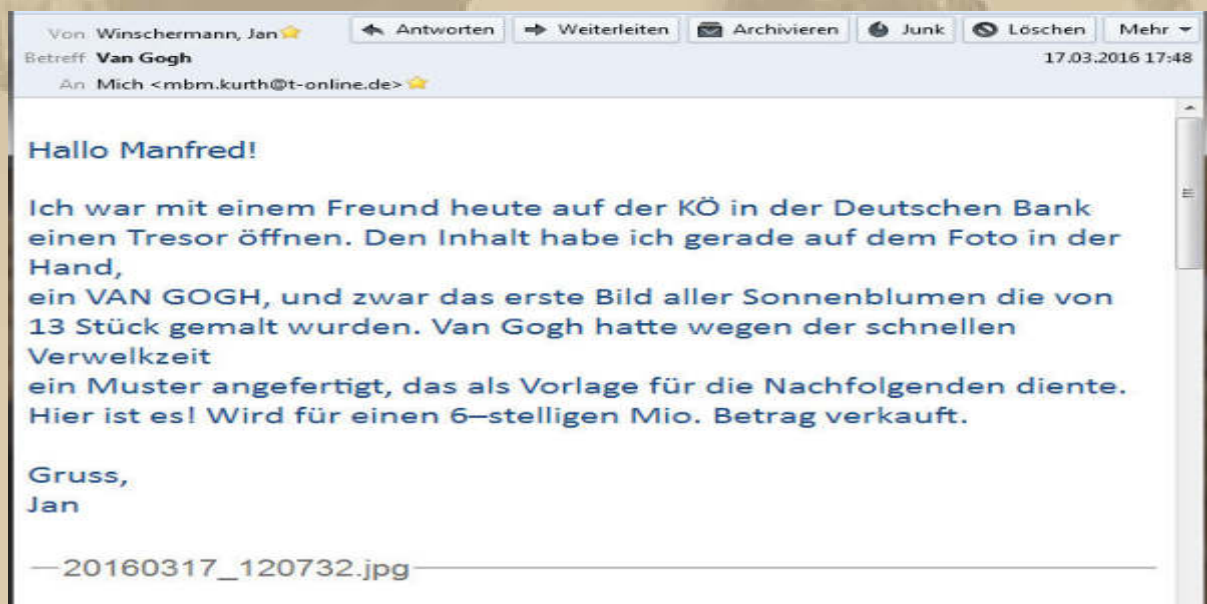 Von Winschermann, Jan Antworten Weiterleiten Archivieren Junk Löschen Mehr
Betreff Van Gogh 17.03.2016 17:48
An Mich <mbm.kurth@t-online.de>
Hallo Manfred!
Ich war mit einem Freund heute auf der KÖ in der Deutschen Bank
einen Tresor öffnen. Den Inhalt habe ich gerade auf dem Foto in der
Hand,
ein VAN GOGH, und zwar das erste Bild aller Sonnenblumen die von
13 Stück gemalt wurden. Van Gogh hatte wegen der schnellen
Verwelkzeit
ein Muster angefertigt, das als Vorlage für die Nachfolgenden diente.
Hier ist es! Wird für einen 6–stelligen Mio. Betrag verkauft.
Gruss,
Jan
20160317_120732.jpg